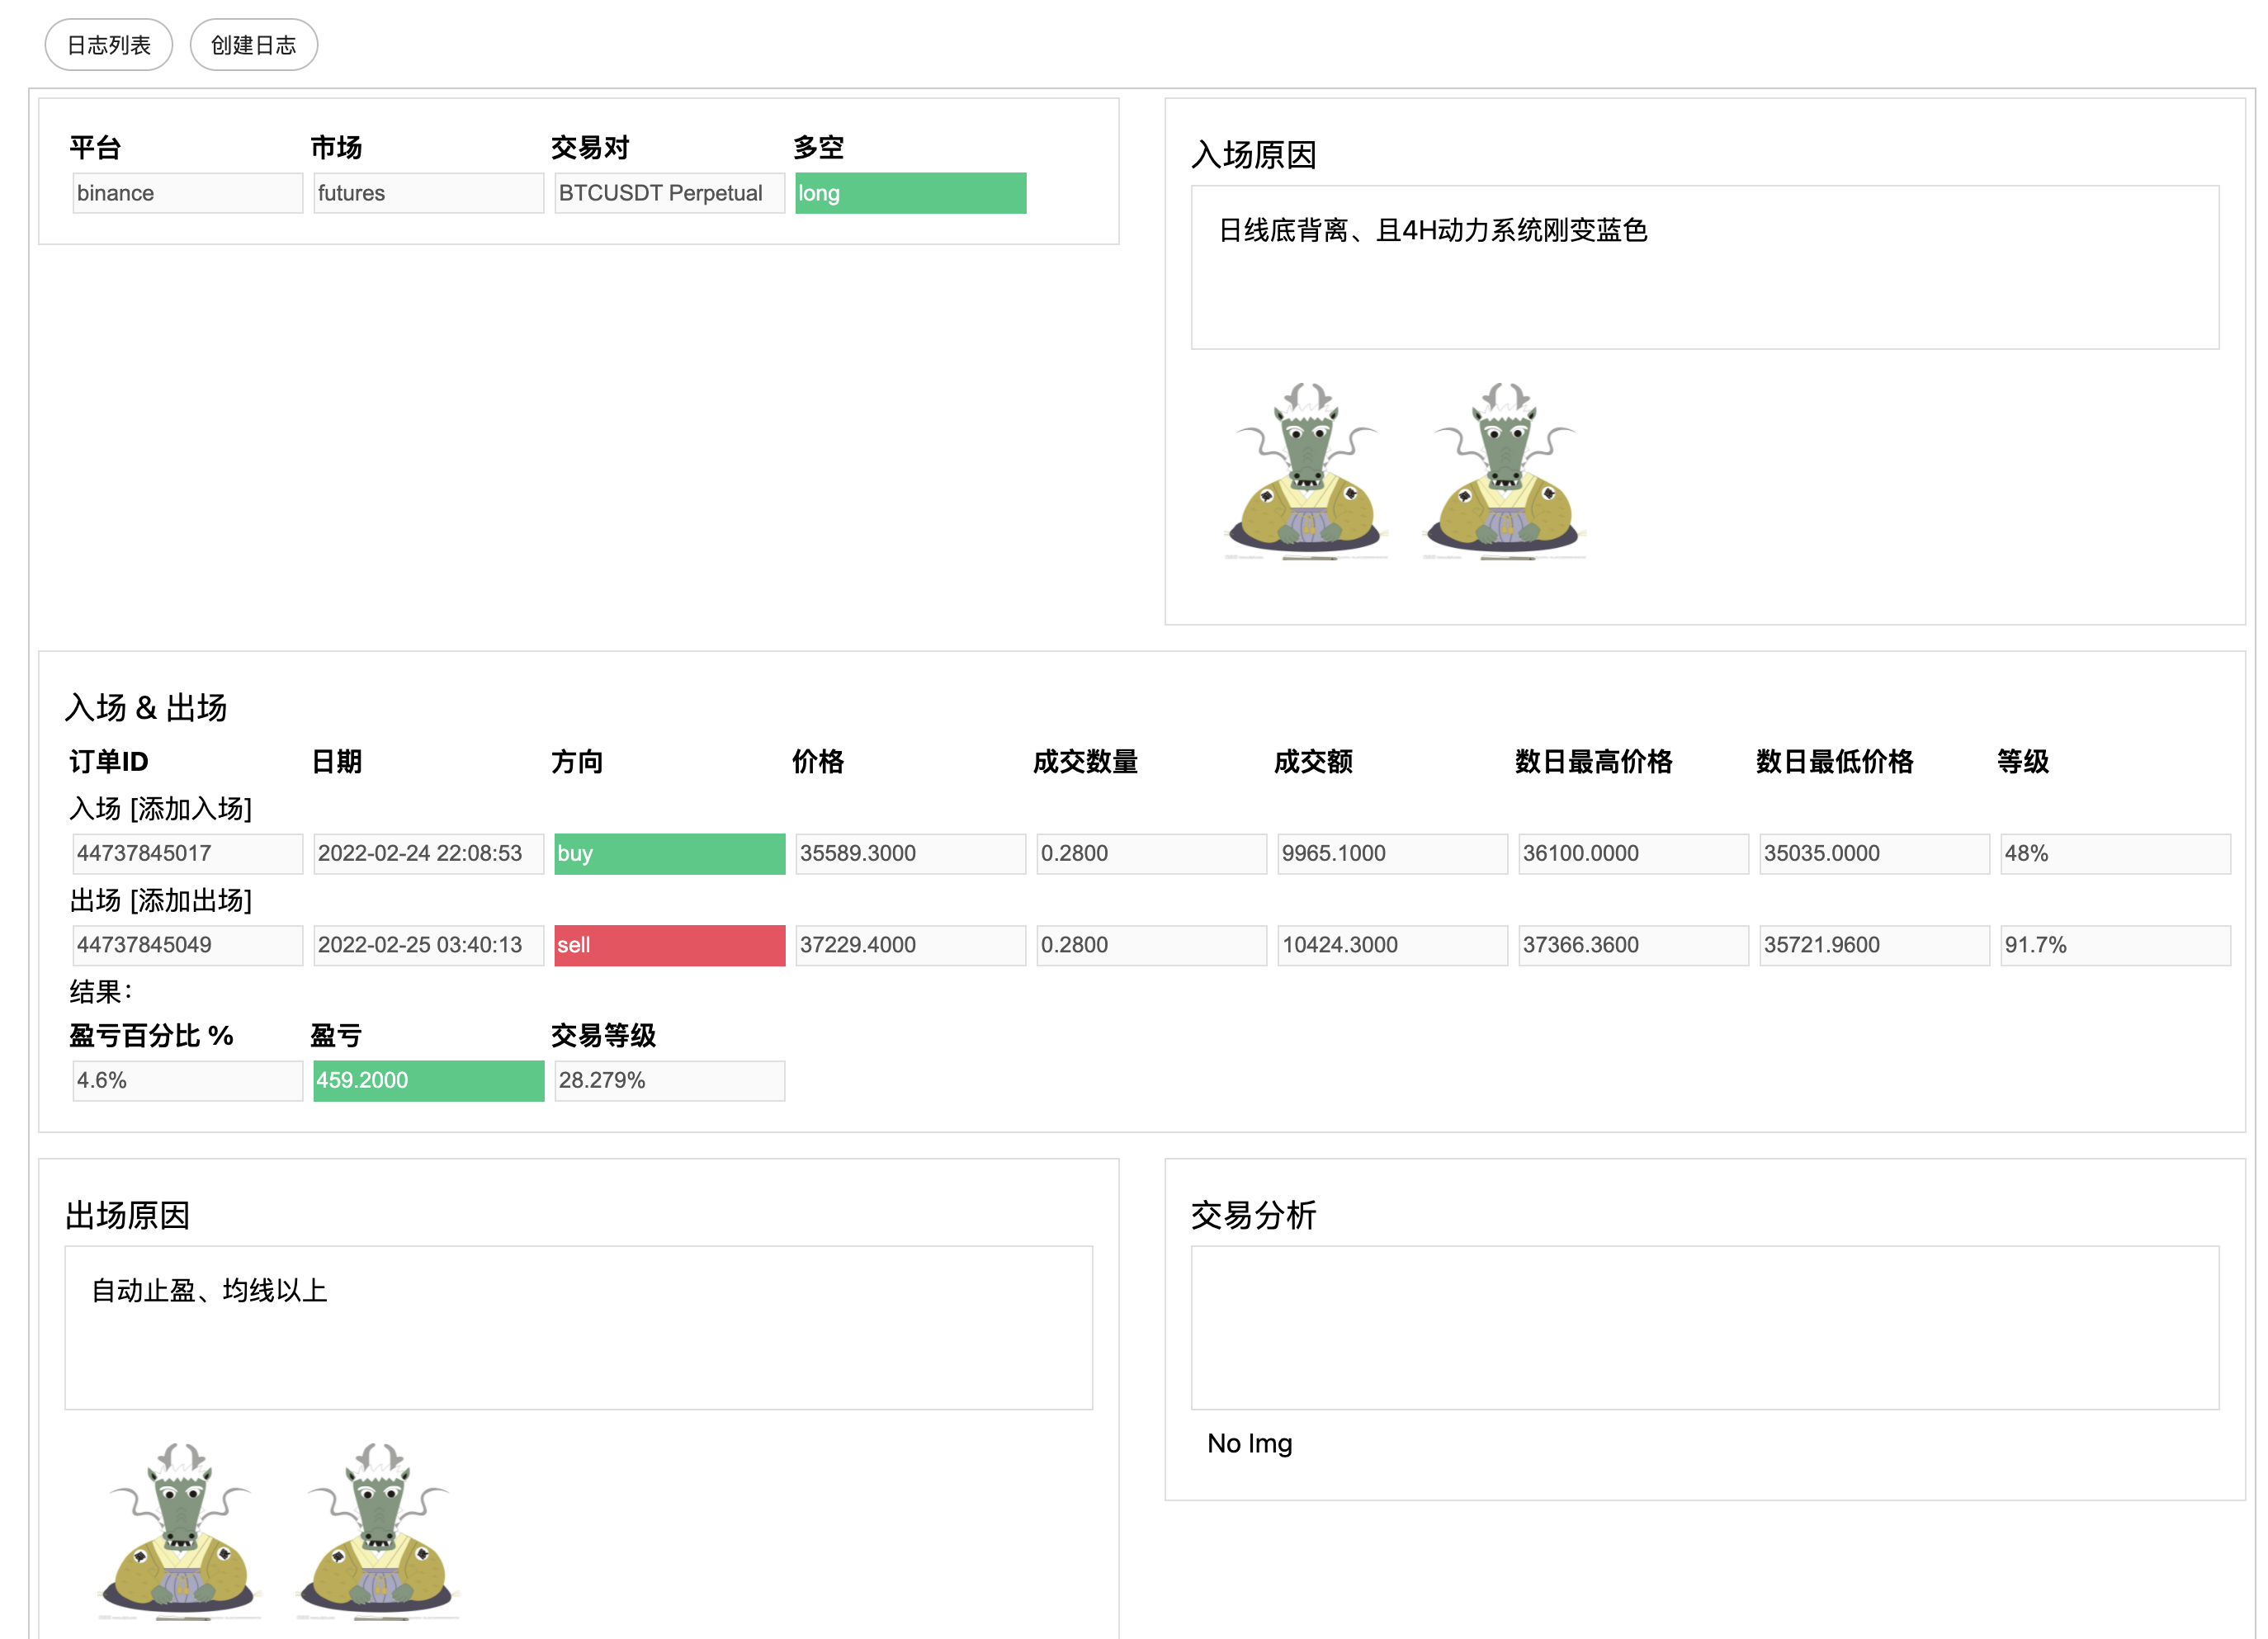 日志列表 创建日志
平台 市场 交易对 多空
binance futures BTCUSDT Perpetual long
入场原因
日线底背离、且4H动力系统刚变蓝色
入场 & 出场
订单ID 日期 方向 价格 成交数量 成交额 数日最高价格 数日最低价格 等级
入场 [添加入场]
44737845017 2022-02-24 22:08:53 buy 35589.3000 0.2800 9965.1000 36100.0000 35035.0000 48%
出场 [添加出场]
44737845049 2022-02-25 03:40:13 sell 37229.4000 0.2800 10424.3000 37366.3600 35721.9600 91.7%
结果：
盈亏百分比 % 盈亏 交易等级
4.6% 459.2000 28.279%
出场原因
自动止盈、均线以上
交易分析
No Img